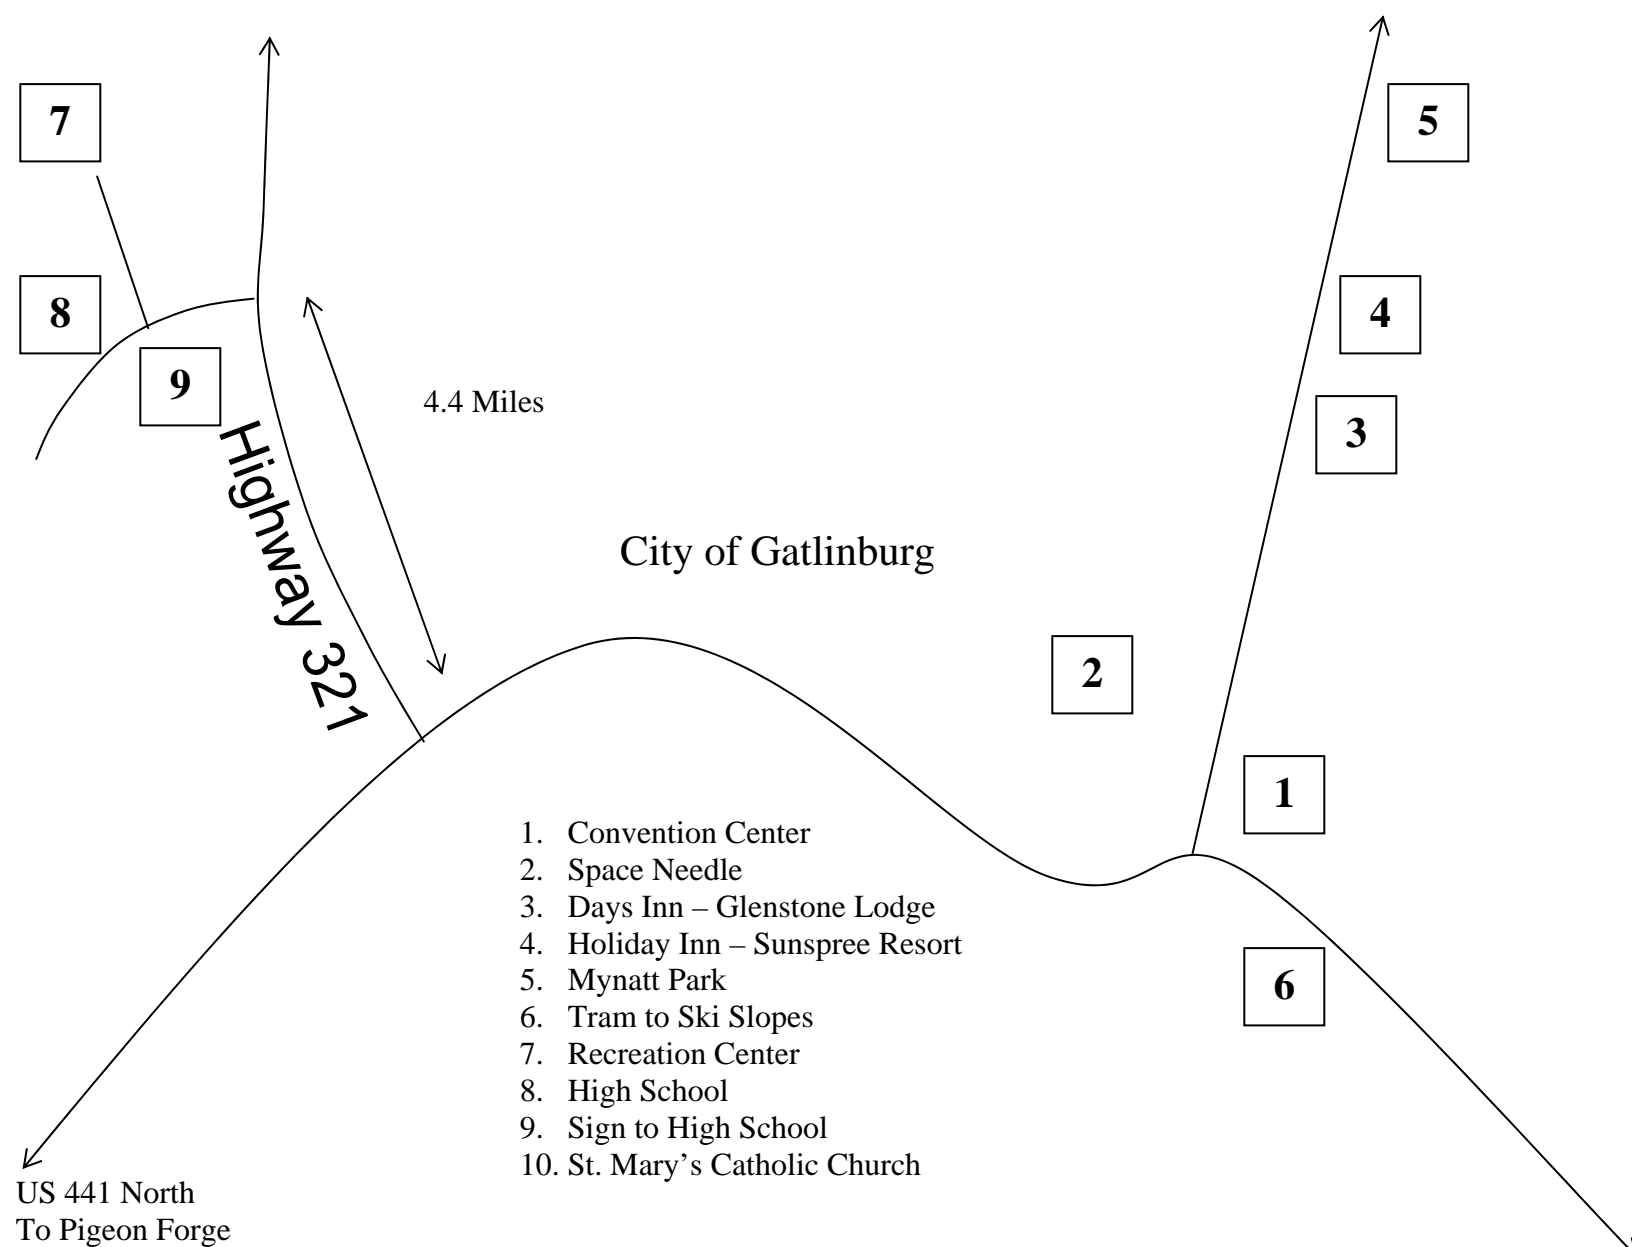 7
5
8
4
9
3
4.4 Miles
Highway 321
City of Gatlinburg
2
1
6
1. Convention Center
2. Space Needle
3. Days Inn – Glenstone Lodge
4. Holiday Inn – Sunspree Resort
5. Mynatt Park
6. Tram to Ski Slopes
7. Recreation Center
8. High School
9. Sign to High School
10. St. Mary’s Catholic Church
US 441 North
To Pigeon Forge